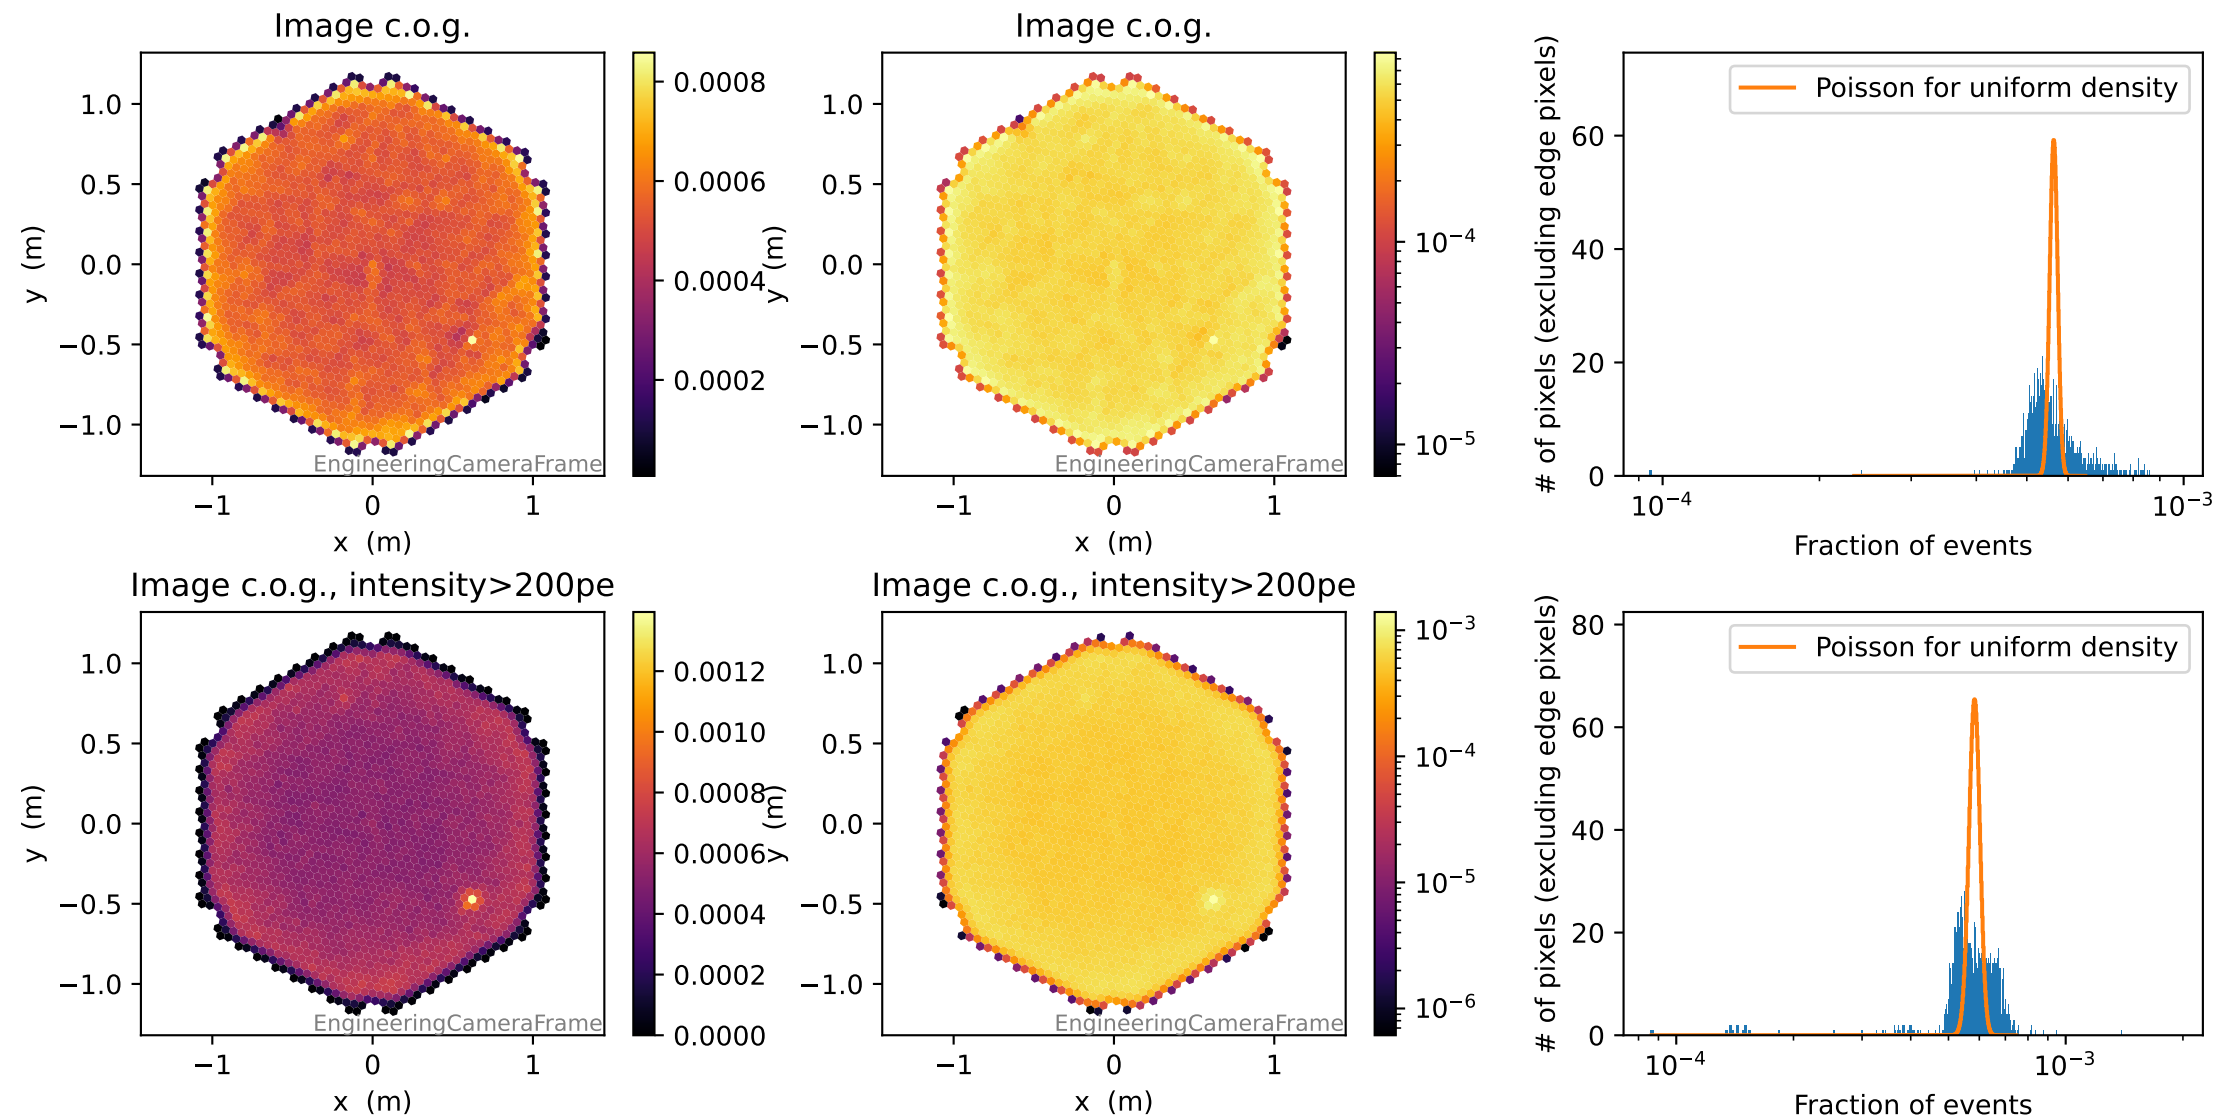 Image c.o.g.
1.0
0.5
0.0
−0.5
−1.0
y (m)
−1
0
1
x (m)
EngineeringCameraFrame
0.0008
0.0006
0.0004
0.0002
Image c.o.g.
1.0
0.5
0.0
−0.5
−1.0
y (m)
−1
0
1
x (m)
EngineeringCameraFrame
10⁻⁴
10⁻⁵
# of pixels (excluding edge pixels)
60
40
20
0
Poisson for uniform density
10⁻⁴
10⁻³
Fraction of events
Image c.o.g., intensity>200pe
1.0
0.5
0.0
−0.5
−1.0
y (m)
−1
0
1
x (m)
EngineeringCameraFrame
0.0012
0.0010
0.0008
0.0006
0.0004
0.0002
0.0000
Image c.o.g., intensity>200pe
1.0
0.5
0.0
−0.5
−1.0
y (m)
−1
0
1
x (m)
EngineeringCameraFrame
10⁻³
10⁻⁴
10⁻⁵
10⁻⁶
# of pixels (excluding edge pixels)
80
60
40
20
0
Poisson for uniform density
10⁻⁴
10⁻³
Fraction of events